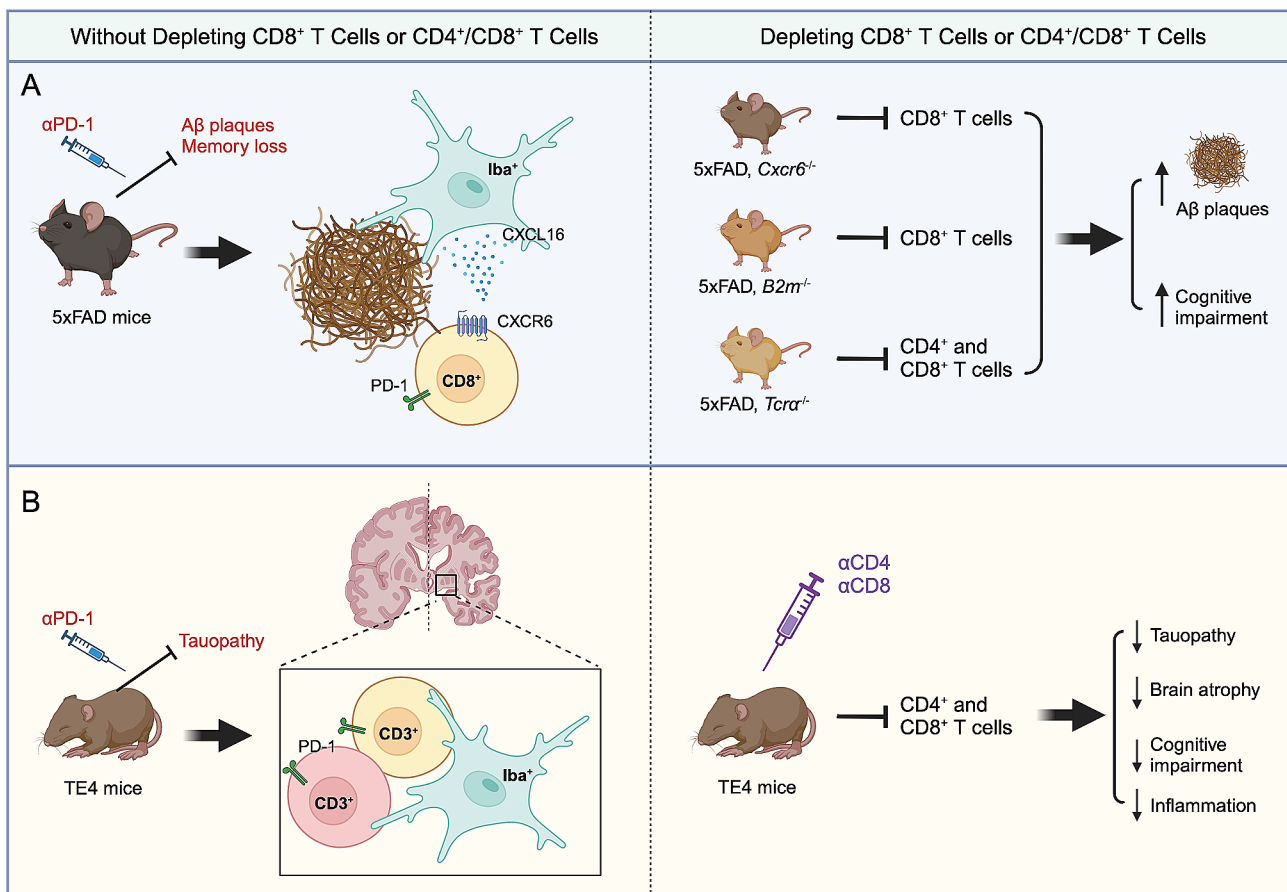 Without Depleting CD8⁺ T Cells or CD4⁺/CD8⁺ T Cells
Depleting CD8⁺ T Cells or CD4⁺/CD8⁺ T Cells
A
αPD-1
Aβ plaques
Memory loss
5xFAD mice
Iba⁺
CXCL16
CXCR6
PD-1
CD8⁺
5xFAD, Cxcr6⁻/⁻
CD8⁺ T cells
5xFAD, B2m⁻/⁻
CD8⁺ T cells
5xFAD, Tcrα⁻/⁻
CD4⁺ and
CD8⁺ T cells
Aβ plaques
Cognitive
impairment
B
αPD-1
Tauopathy
TE4 mice
PD-1
CD3⁺
CD3⁺
Iba⁺
αCD4
αCD8
TE4 mice
CD4⁺ and
CD8⁺ T cells
Tauopathy
Brain atrophy
Cognitive
impairment
Inflammation